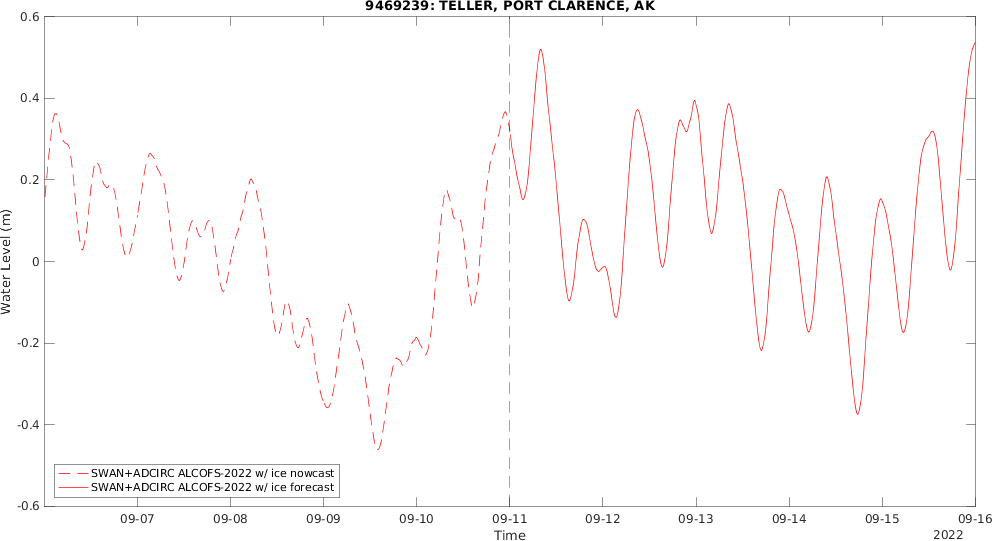 9469239: TELLER, PORT CLARENCE, AK
0.6
0.4
0.2
0
-0.2
-0.4
-0.6
Water Level (m)
SWAN+ADCIRC ALCOFS-2022 w/ ice nowcast
SWAN+ADCIRC ALCOFS-2022 w/ ice forecast
09-07 09-08 09-09 09-10 09-11 09-12 09-13 09-14 09-15 09-16
Time
2022